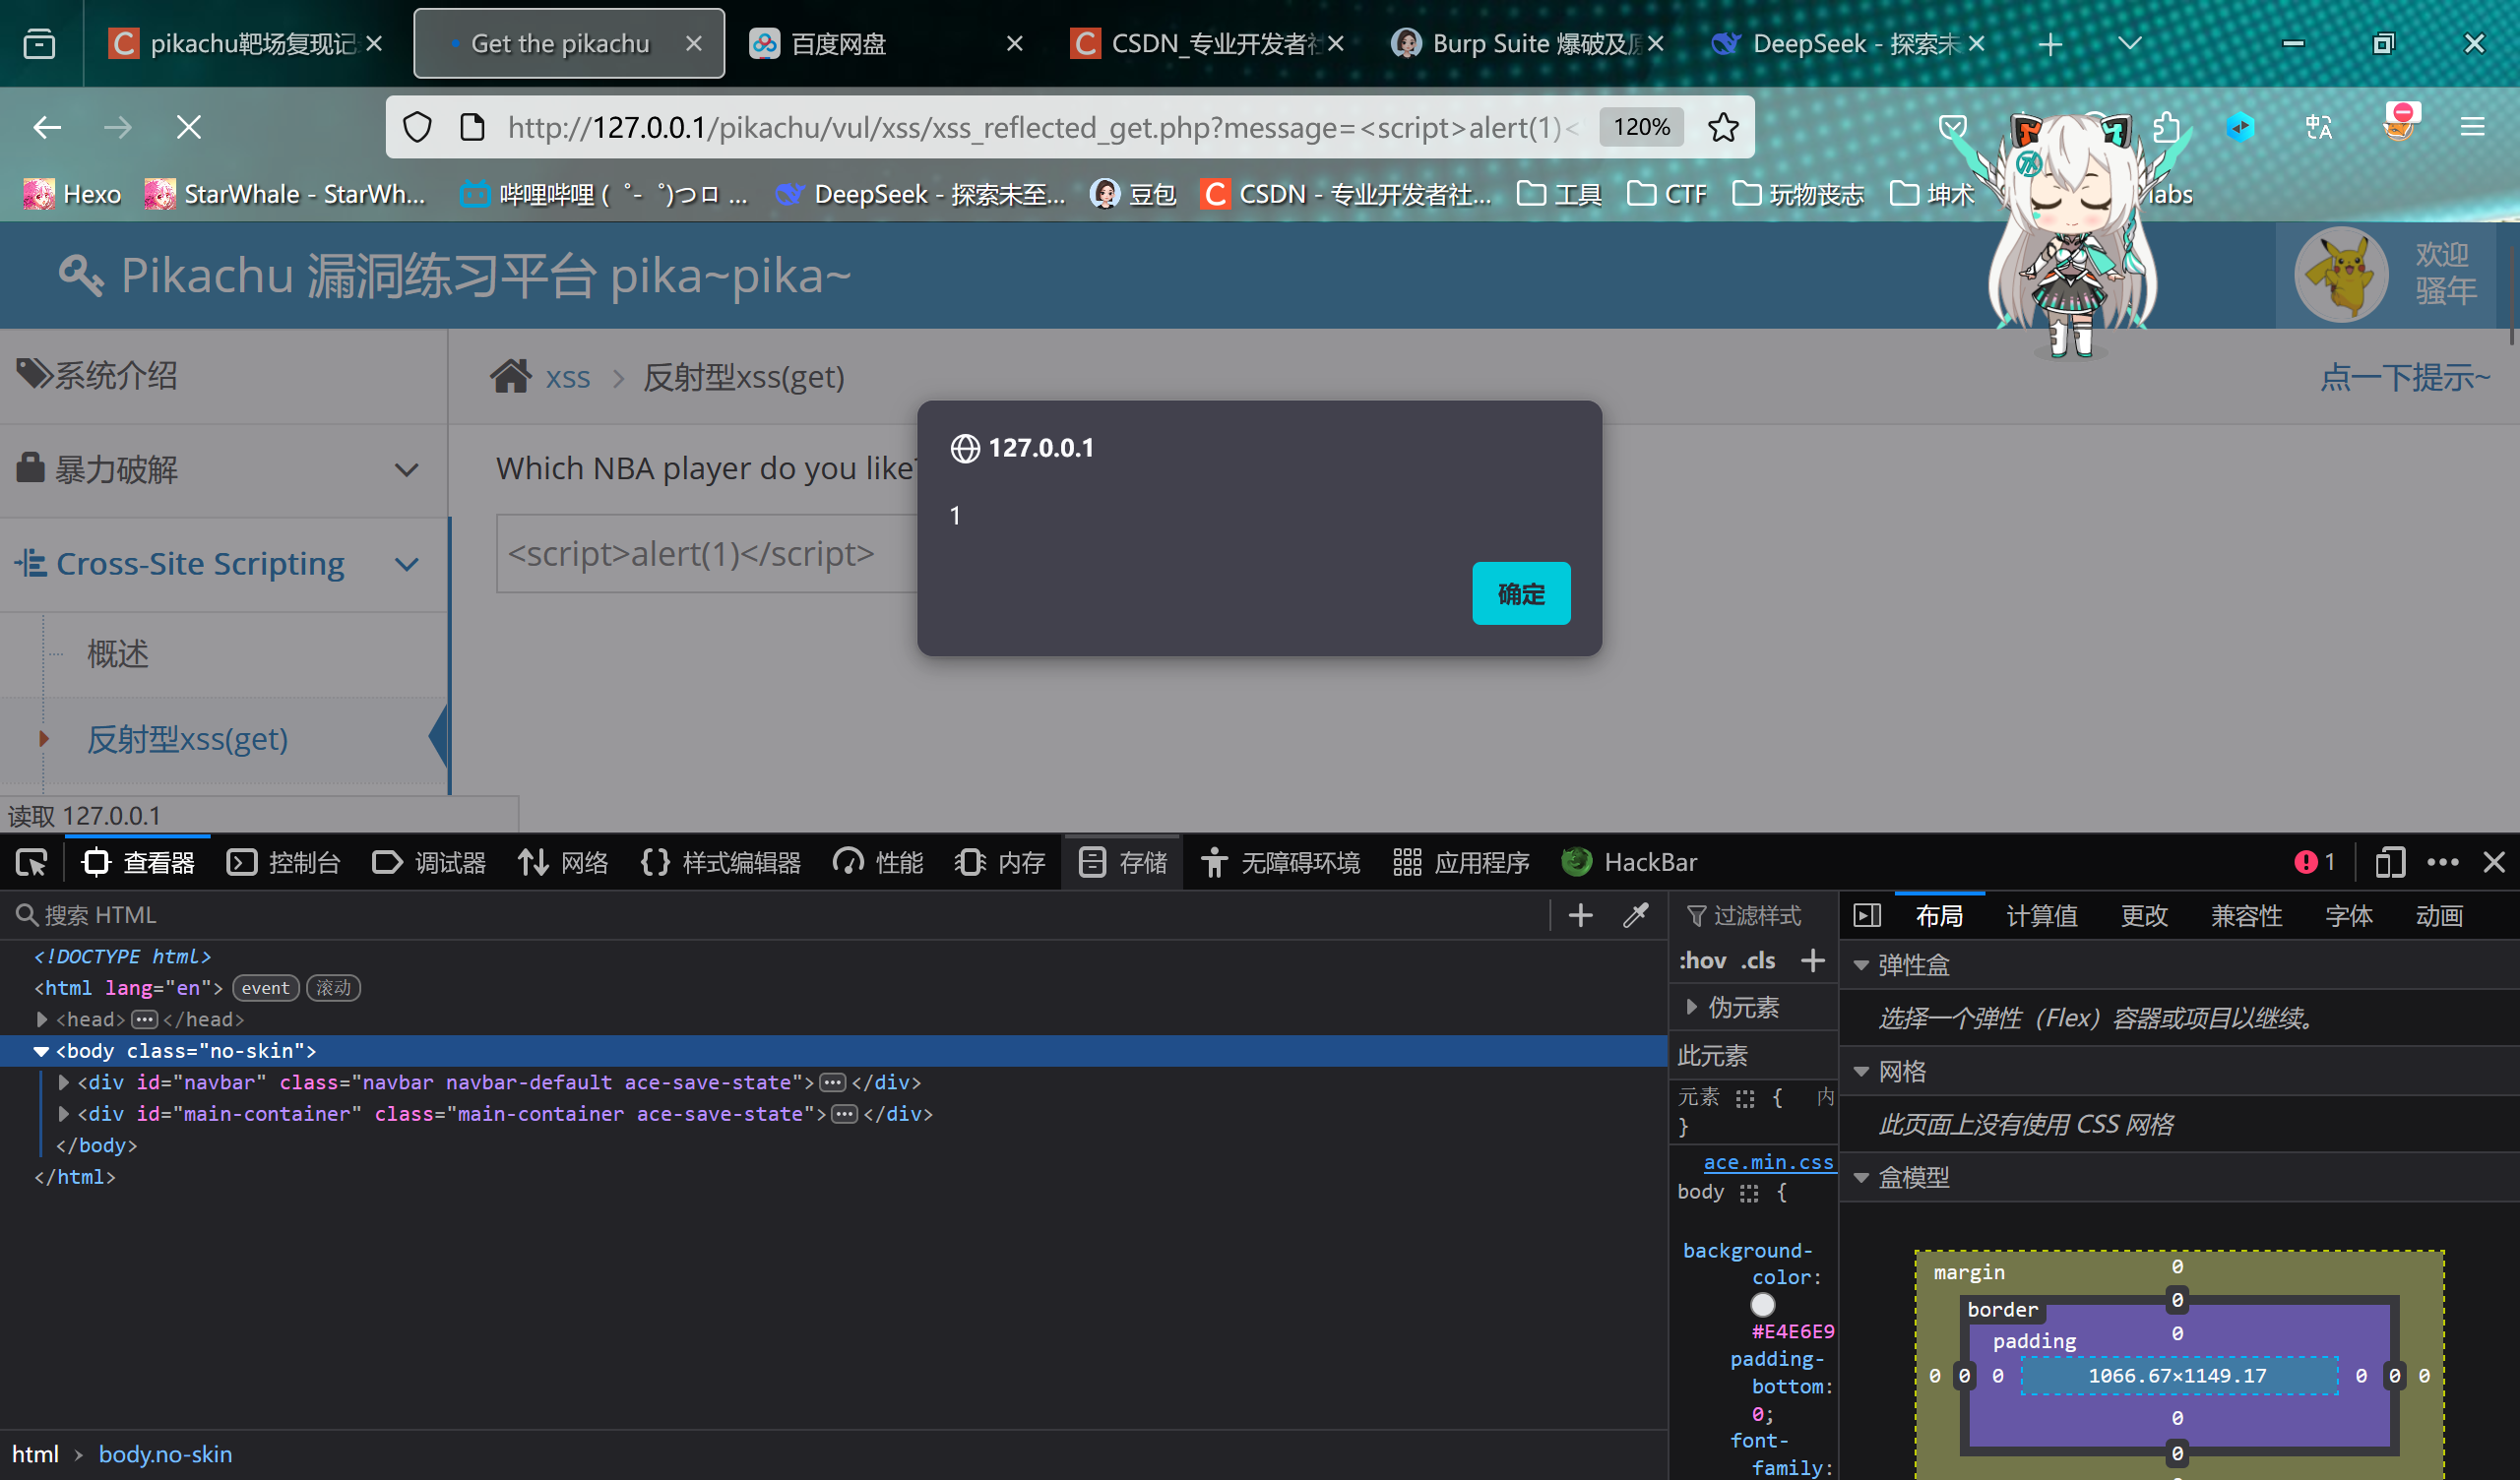 pikachu靶场复现记
Get the pikachu
百度网盘
CSDN_专业开发者社
Burp Suite 爆破及原
DeepSeek - 探索未
http://127.0.0.1/pikachu/vul/xss/xss_reflected_get.php?message=<script>alert(1)<
120%
Hexo
StarWhale - StarWh...
哔哩哔哩 (゜-゜)つロ ...
DeepSeek - 探索未至...
豆包
CSDN - 专业开发者社...
工具
CTF
玩物丧志
坤术
labs
Pikachu 漏洞练习平台 pika~pika~
欢迎
骚年
系统介绍
xss
反射型xss(get)
点一下提示~
暴力破解
Which NBA player do you like?
127.0.0.1
1
<script>alert(1)</script>
确定
Cross-Site Scripting
概述
反射型xss(get)
读取 127.0.0.1
查看器
控制台
调试器
网络
{} 样式编辑器
性能
内存
存储
无障碍环境
应用程序
HackBar
1
搜索 HTML
过滤样式
布局
计算值
更改
兼容性
字体
动画
<!DOCTYPE html>
<html lang="en"> event 滚动
<head> ... </head>
<body class="no-skin">
<div id="navbar" class="navbar navbar-default ace-save-state"> ... </div>
<div id="main-container" class="main-container ace-save-state"> ... </div>
</body>
</html>
html > body.no-skin
:hov .cls +
伪元素
此元素
元素 { 内
}
ace.min.css
body {
background-
color:
#E4E6E9
padding-
bottom:
0;
font-
family:
弹性盒
选择一个弹性（Flex）容器或项目以继续。
网格
此页面上没有使用 CSS 网格
盒模型
margin
0
border
0
padding
0
0 0 0 1066.67×1149.17 0 0 0
0
0